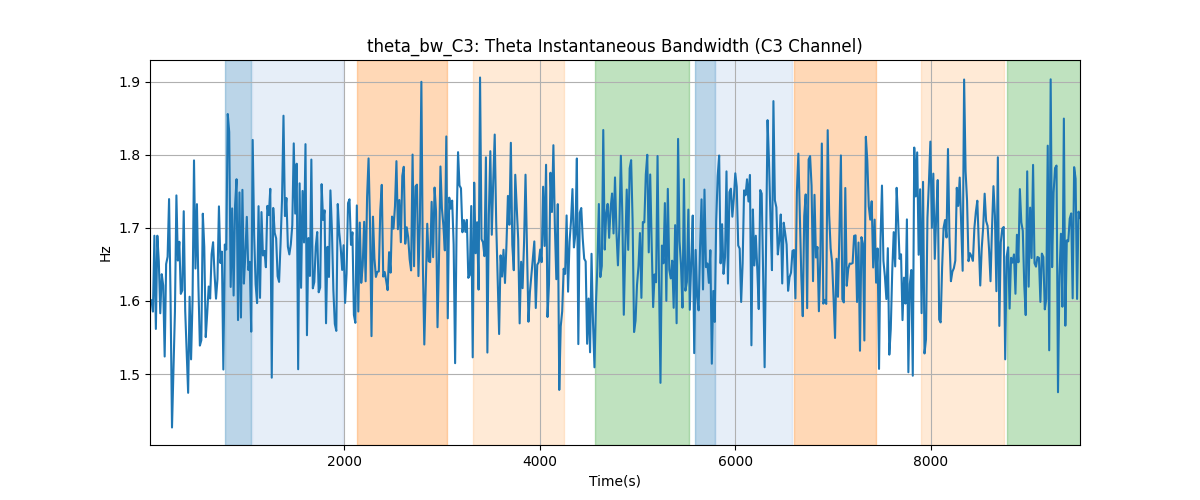 theta_bw_C3: Theta Instantaneous Bandwidth (C3 Channel)
Hz
1.9
1.8
1.7
1.6
1.5
2000 4000 6000 8000
Time(s)